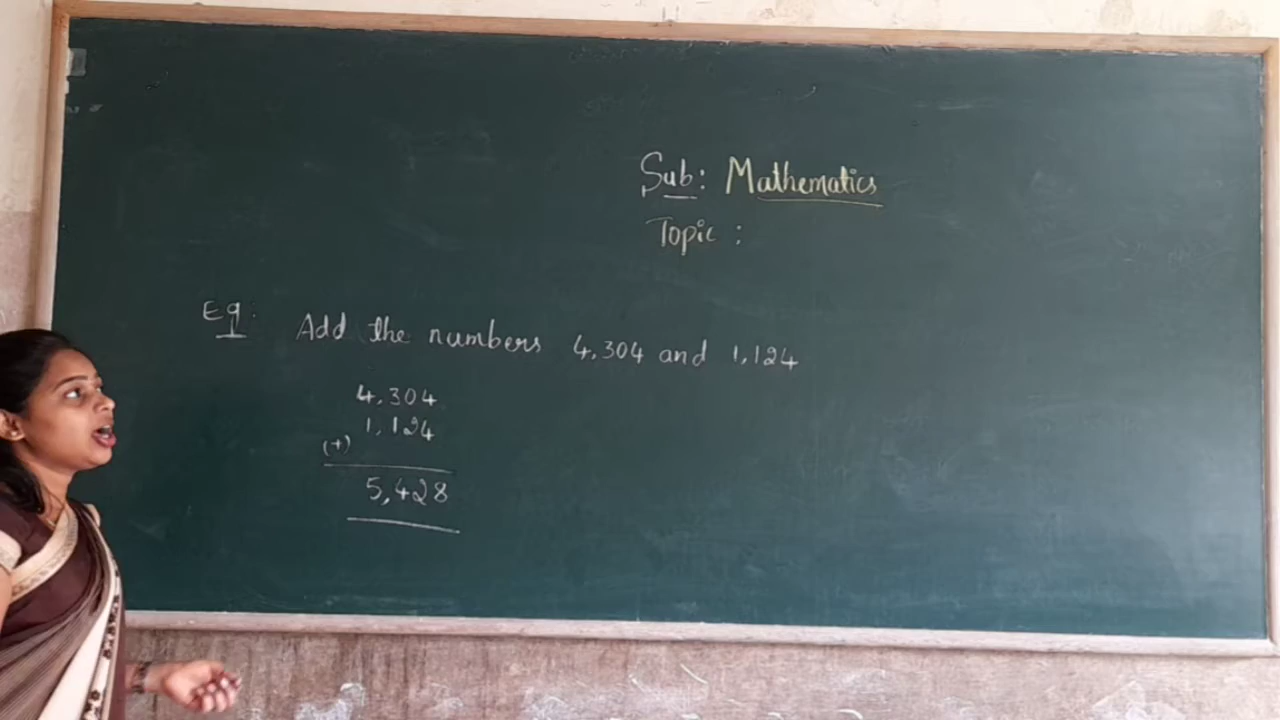 Sub: Mathematics
Topic :
Eg: Add the numbers 4,304 and 1,124
4,304
1,124
(+)
5,428